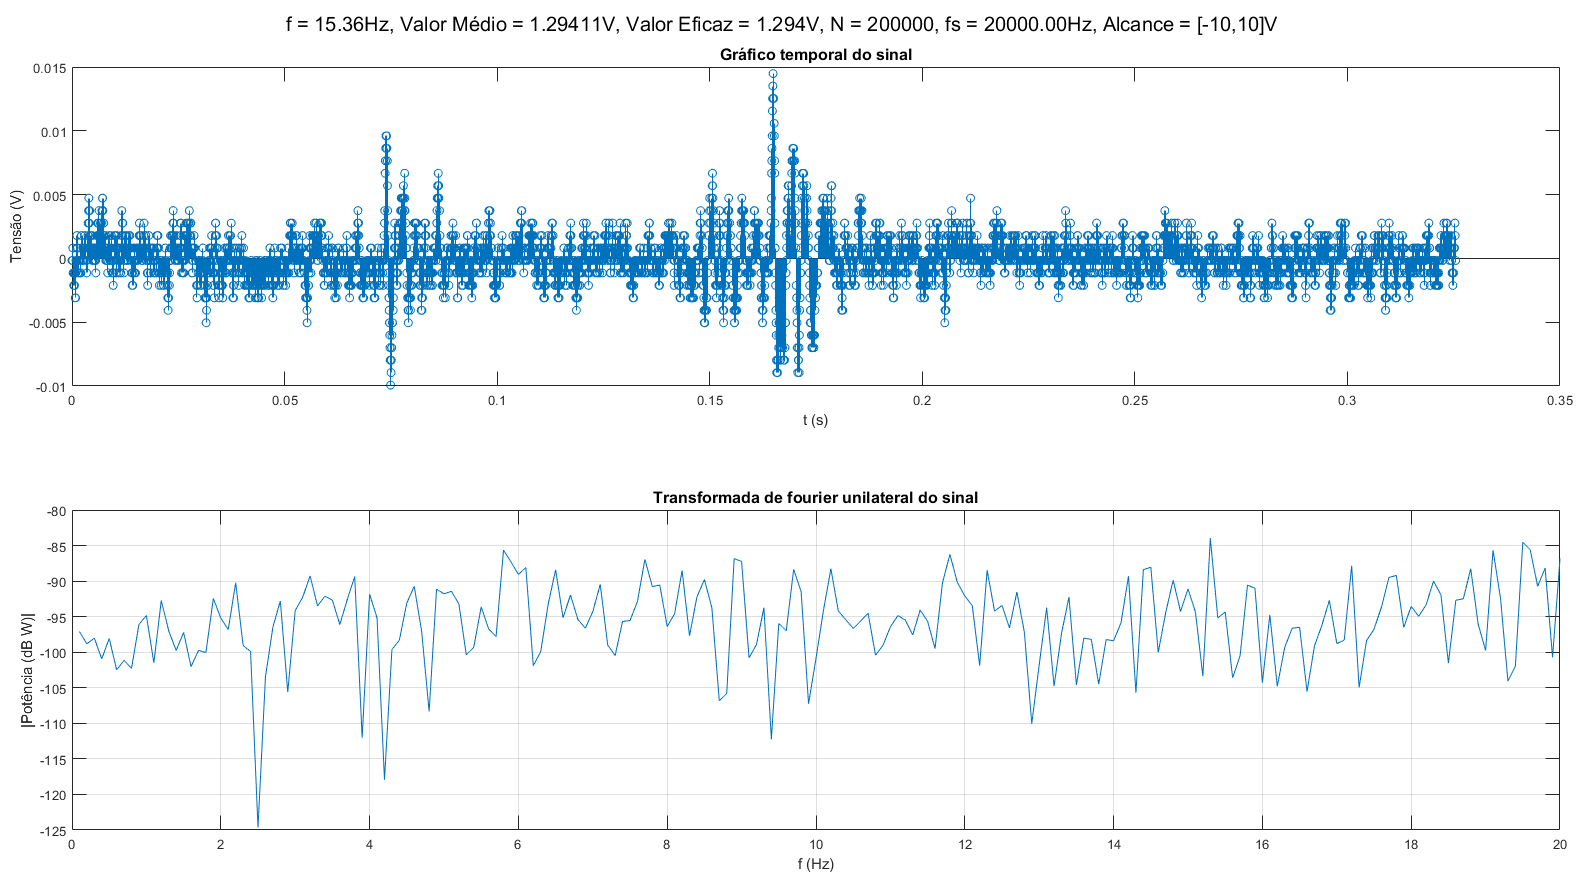 f = 15.36Hz, Valor Médio = 1.29411V, Valor Eficaz = 1.294V, N = 200000, fs = 20000.00Hz, Alcance = [-10,10]V
Gráfico temporal do sinal
0.015
0.01
0.005
0
-0.005
-0.01
Tensão (V)
0 0.05 0.1 0.15 0.2 0.25 0.3 0.35
t (s)
Transformada de fourier unilateral do sinal
-80
-85
-90
-95
-100
-105
-110
-115
-120
-125
|Potência (dB W)|
0 2 4 6 8 10 12 14 16 18 20
f (Hz)